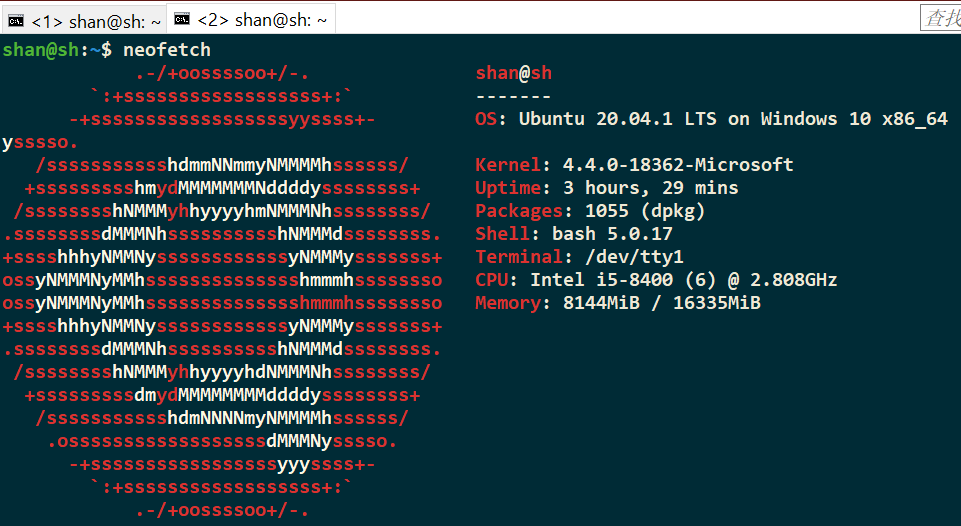 <1> shan@sh: ~ <2> shan@sh: ~ 查找
shan@sh:~$ neofetch
.-/+oossssoo+/-. shan@sh
`:+ssssssssssssssssss+:` -------
-+ssssssssssssssssssyyssss+- OS: Ubuntu 20.04.1 LTS on Windows 10 x86_64
ysssso.
/ssssssssssshdmmNNmmyNMMMMhssssss/ Kernel: 4.4.0-18362-Microsoft
+ssssssssshmydMMMMMMMNddddyssssssss+ Uptime: 3 hours, 29 mins
/sssssssshNMMMyhhyyyyhmNMMMNhssssssss/ Packages: 1055 (dpkg)
.ssssssssdMMMNhsssssssssshNMMMdssssssss. Shell: bash 5.0.17
+sssshhhyNMMNyssssssssssssyNMMMysssssss+ Terminal: /dev/tty1
ossyNMMMNyMMhsssssssssssssshmmmhssssssso CPU: Intel i5-8400 (6) @ 2.808GHz
ossyNMMMNyMMhsssssssssssssshmmmhssssssso Memory: 8144MiB / 16335MiB
+sssshhhyNMMNyssssssssssssyNMMMysssssss+
.ssssssssdMMMNhsssssssssshNMMMdssssssss.
/sssssssshNMMMyhhyyyyhdNMMMNhssssssss/
+sssssssssdmydMMMMMMMMddddyssssssss+
/ssssssssssshdmNNNNmyNMMMMhssssss/
.ossssssssssssssssssdMMMNysssso.
-+sssssssssssssssssyyyssss+-
`:+ssssssssssssssssss+:`
.-/+oossssoo+/-.